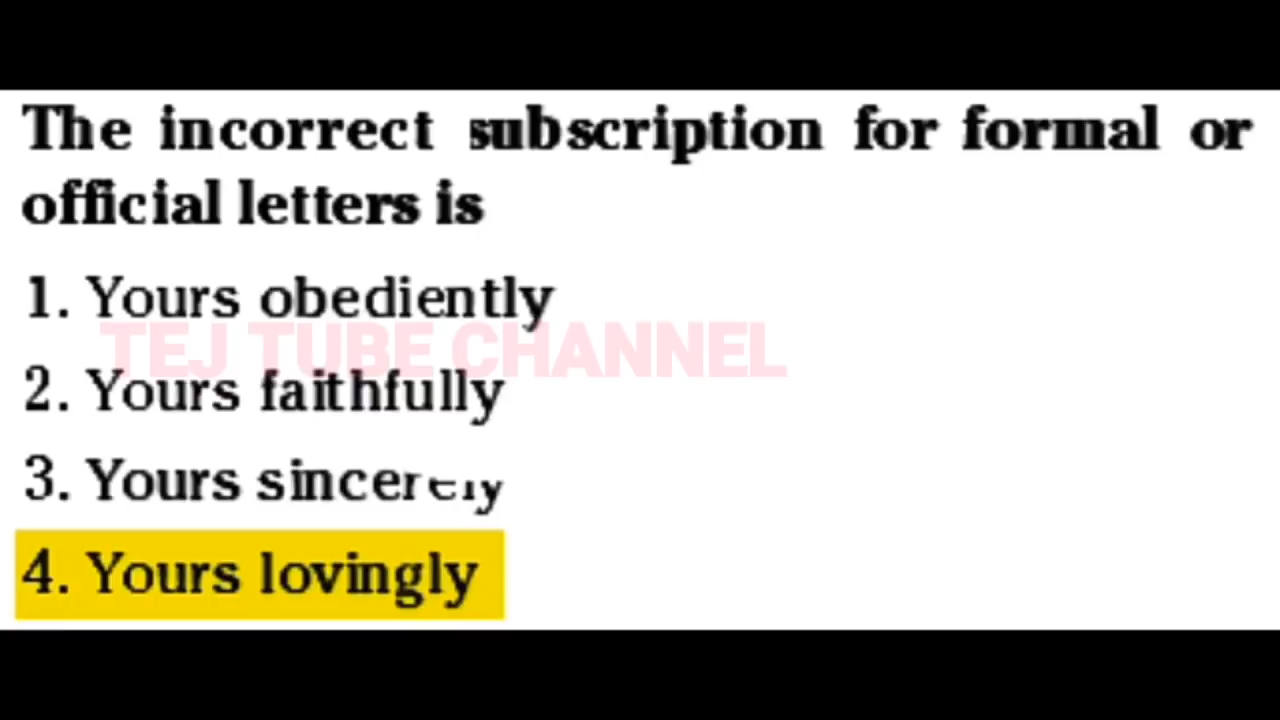 The incorrect subscription for formal or
official letters is
1. Yours obediently
TEJ TUBE CHANNEL
2. Yours faithfully
3. Yours sincerely
4. Yours lovingly